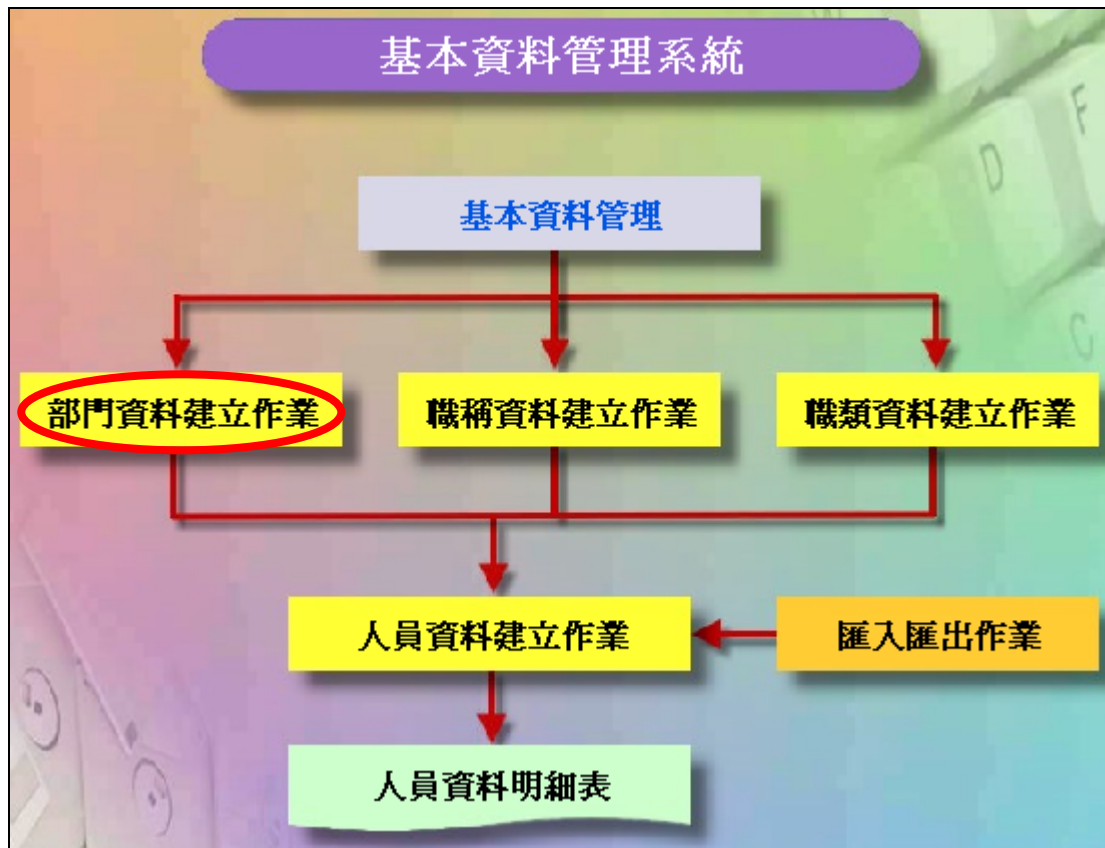 基本資料管理系統
基本資料管理
部門資料建立作業
職稱資料建立作業
職類資料建立作業
人員資料建立作業
匯入匯出作業
人員資料明細表
D
F
C